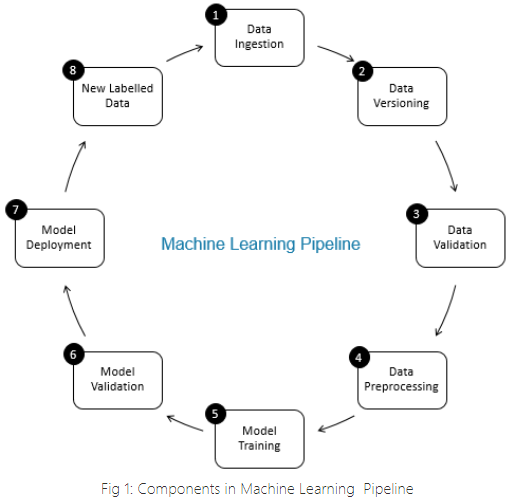 1
Data
Ingestion
2
Data
Versioning
3
Data
Validation
4
Data
Preprocessing
5
Model
Training
6
Model
Validation
7
Model
Deployment
8
New Labelled
Data
Machine Learning Pipeline
Fig 1: Components in Machine Learning Pipeline